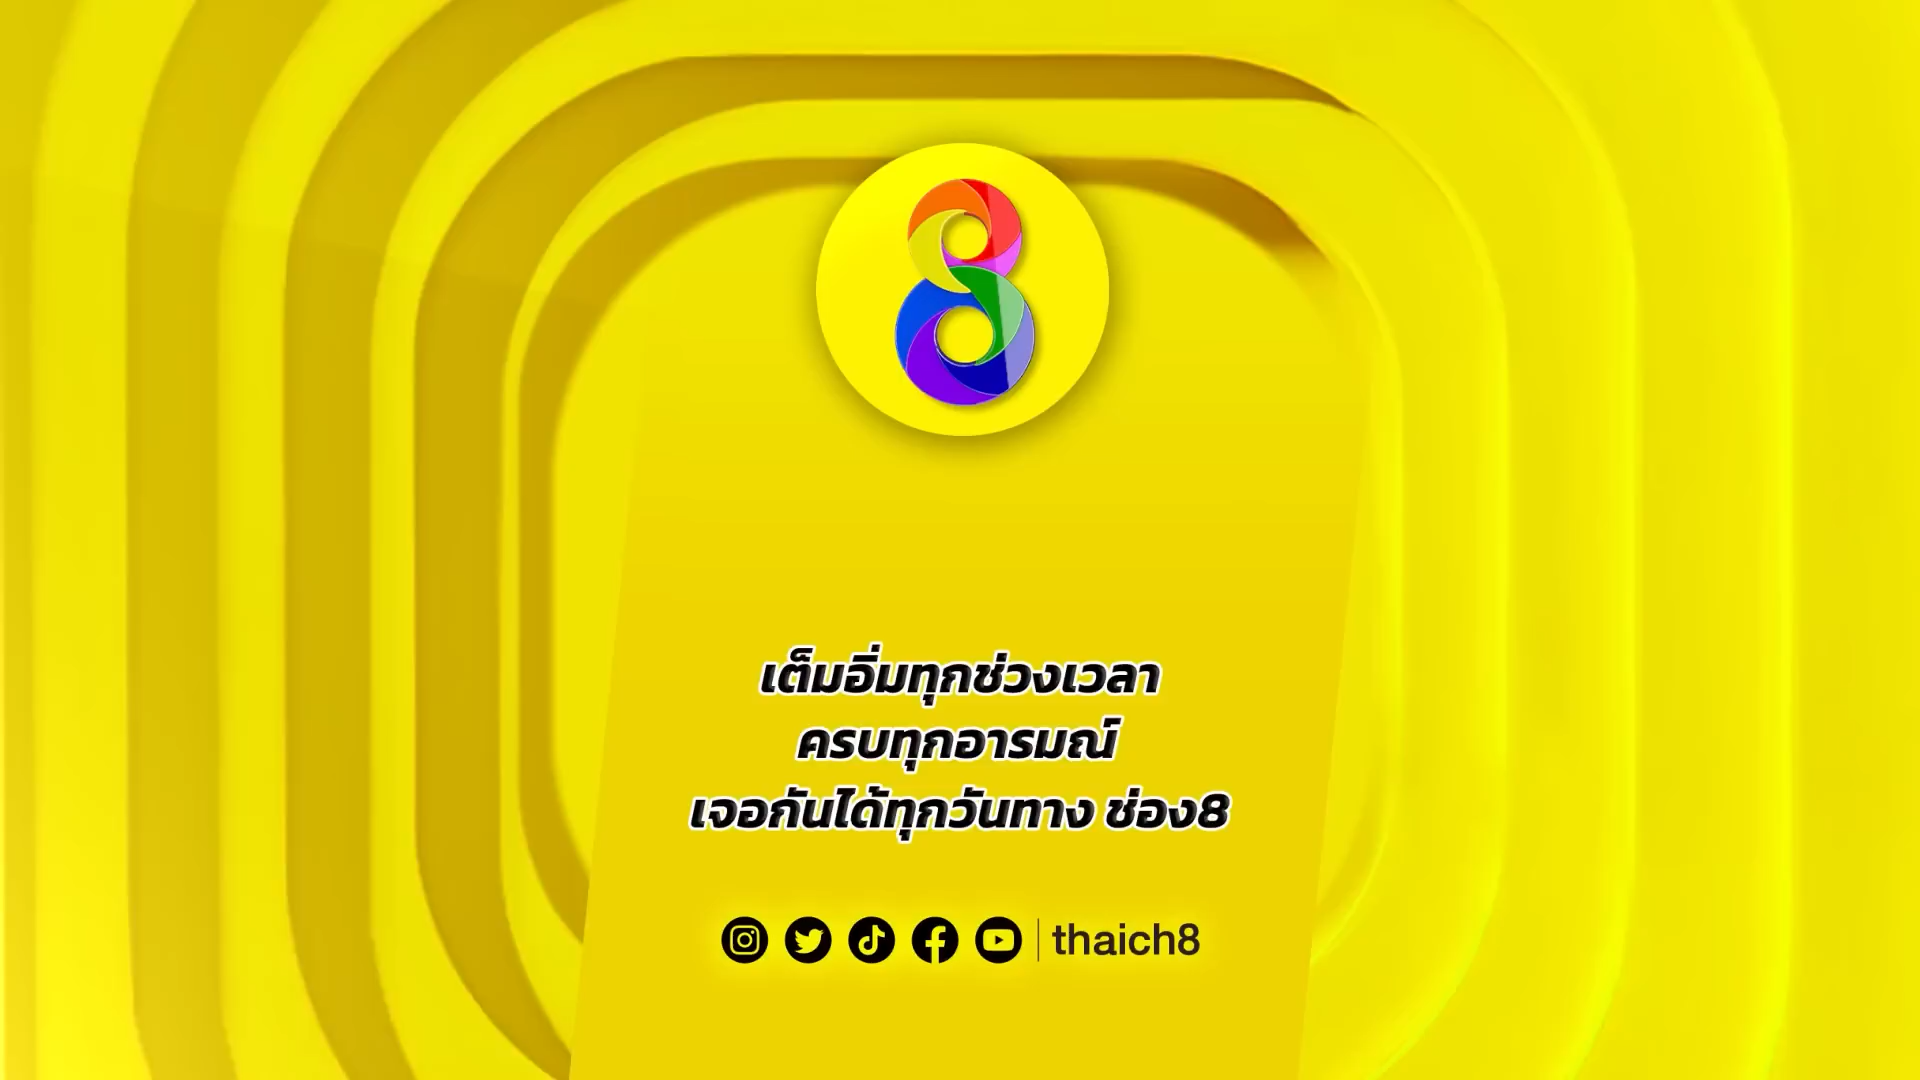 8
เต็มอิ่มทุกช่วงเวลา
ครบทุกอารมณ์
เจอกันได้ทุกวันทาง ช่อง8
thaich8